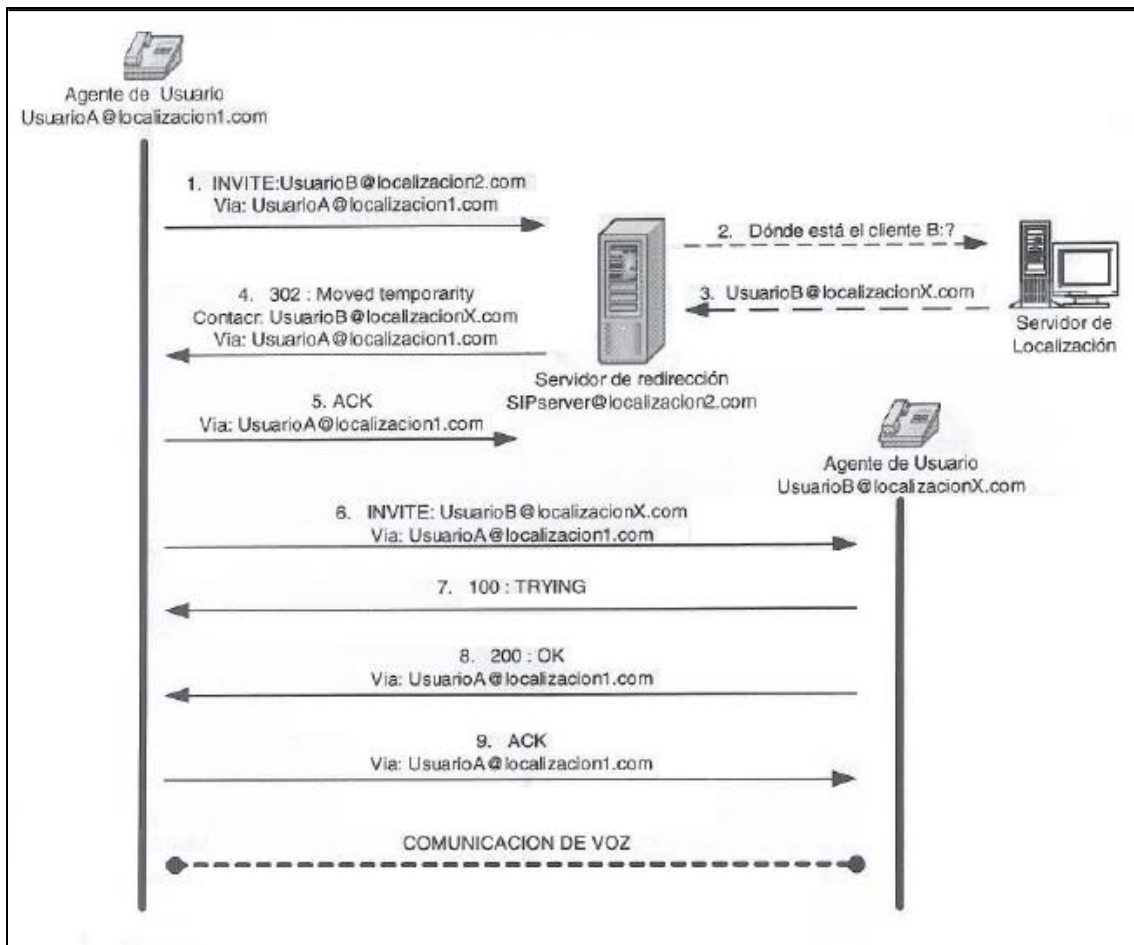 Agente de Usuario
UsuarioA@localizacion1.com
1. INVITE:UsuarioB@localizacion2.com
Via: UsuarioA@localizacion1.com
2. Dónde está el cliente B:?
3. UsuarioB@localizacionX.com
Servidor de
Localización
4. 302 : Moved temporarity
Contacr: UsuarioB@localizacionX.com
Via: UsuarioA@localizacion1.com
Servidor de redirección
SIPserver@localizacion2.com
5. ACK
Via: UsuarioA@localizacion1.com
Agente de Usuario
UsuarioB@localizacionX.com
6. INVITE: UsuarioB@localizacionX.com
Via: UsuarioA@localizacion1.com
7. 100 : TRYING
8. 200 : OK
Via: UsuarioA@localizacion1.com
9. ACK
Via: UsuarioA@localizacion1.com
COMUNICACION DE VOZ